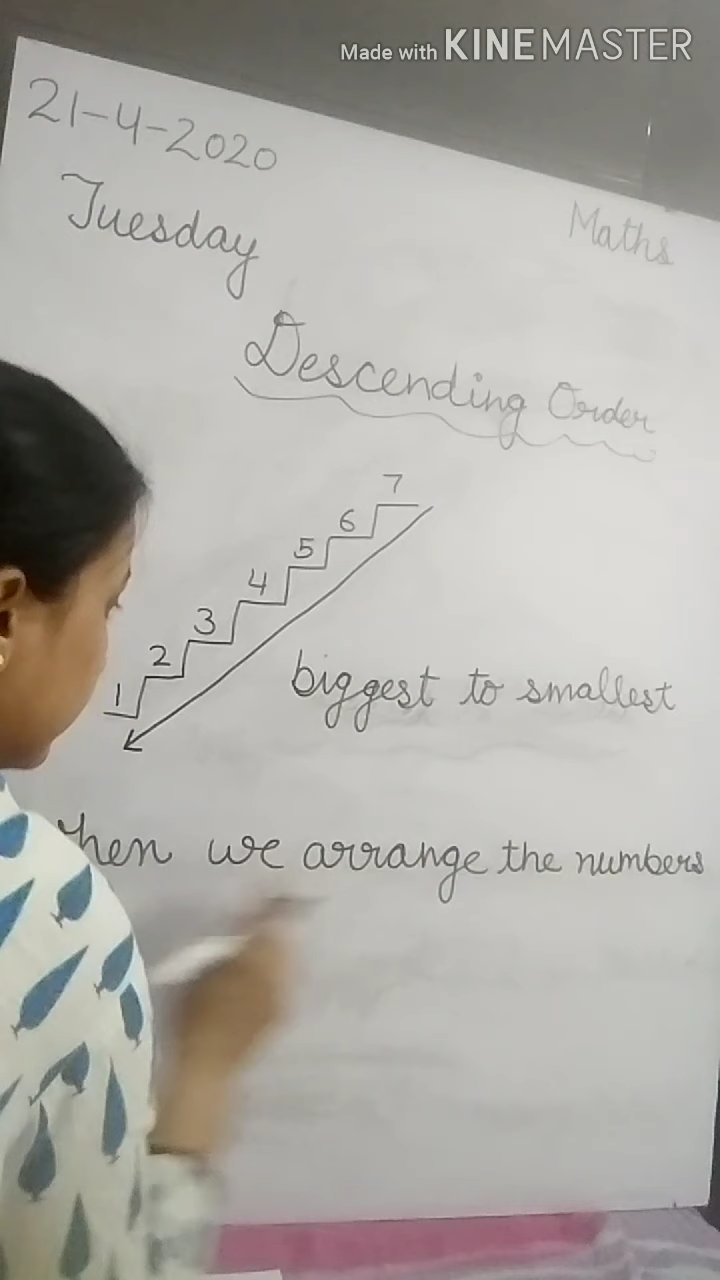 Made with KINEMASTER
21-4-2020
Tuesday
Maths
Descending Order
7
6
5
4
3
2
1
biggest to smallest
hen we arrange the numbers